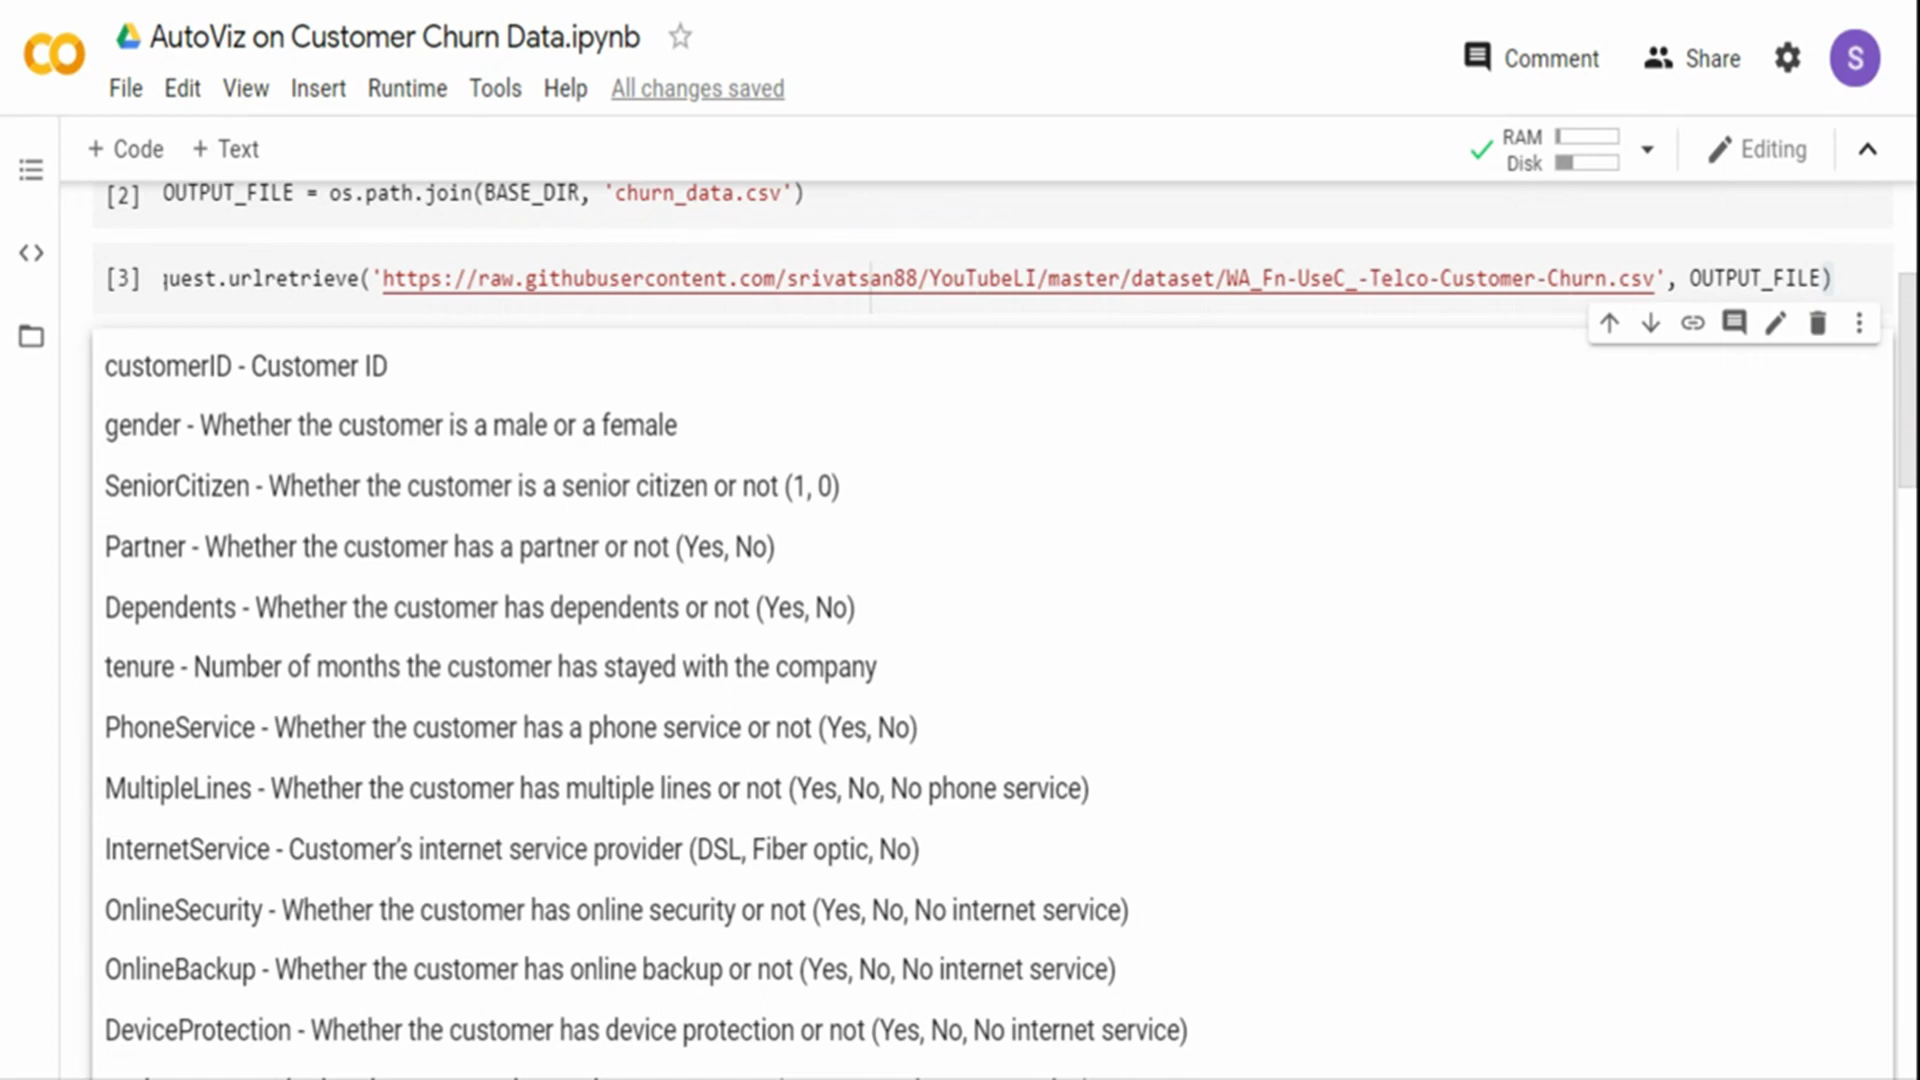 AutoViz on Customer Churn Data.ipynb
Comment
Share
S
File Edit View Insert Runtime Tools Help All changes saved
+ Code + Text
RAM
Disk
Editing
[2] OUTPUT_FILE = os.path.join(BASE_DIR, 'churn_data.csv')
[3] quest.urlretrieve('https://raw.githubusercontent.com/srivatsan88/YouTubeLI/master/dataset/WA_Fn-UseC_-Telco-Customer-Churn.csv', OUTPUT_FILE)
customerID - Customer ID
gender - Whether the customer is a male or a female
SeniorCitizen - Whether the customer is a senior citizen or not (1, 0)
Partner - Whether the customer has a partner or not (Yes, No)
Dependents - Whether the customer has dependents or not (Yes, No)
tenure - Number of months the customer has stayed with the company
PhoneService - Whether the customer has a phone service or not (Yes, No)
MultipleLines - Whether the customer has multiple lines or not (Yes, No, No phone service)
InternetService - Customer's internet service provider (DSL, Fiber optic, No)
OnlineSecurity - Whether the customer has online security or not (Yes, No, No internet service)
OnlineBackup - Whether the customer has online backup or not (Yes, No, No internet service)
DeviceProtection - Whether the customer has device protection or not (Yes, No, No internet service)